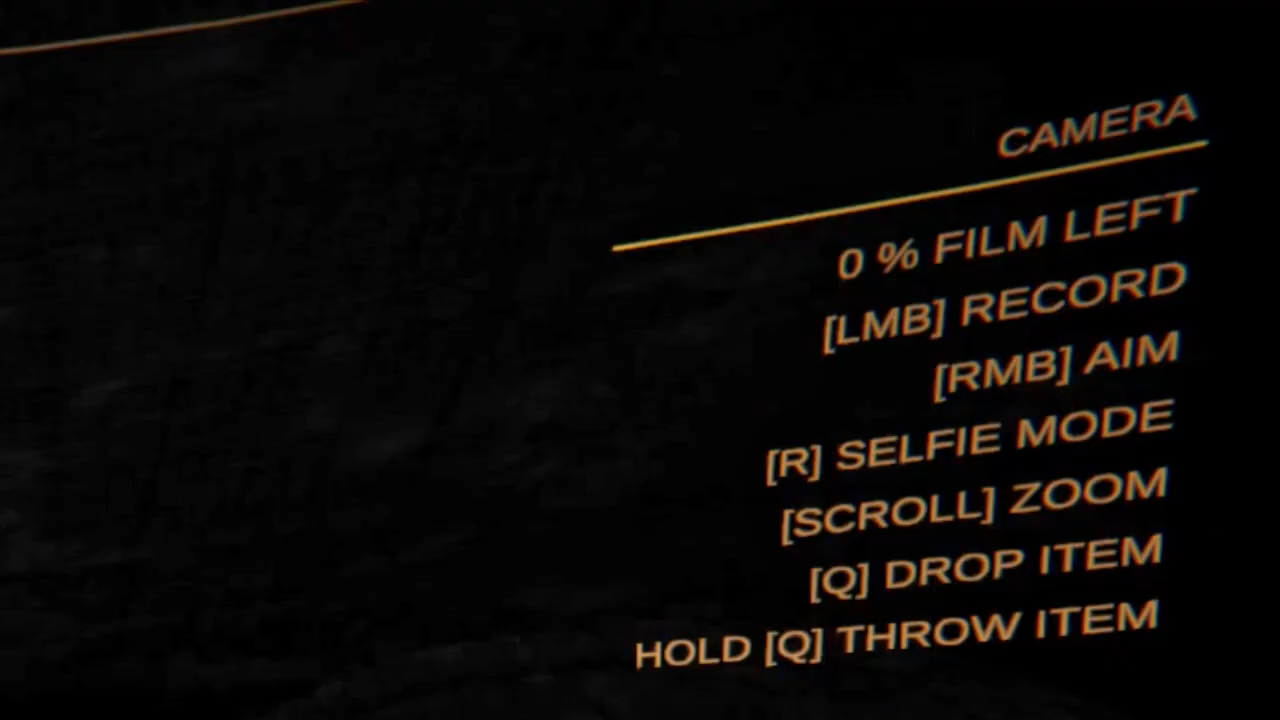 CAMERA
0 % FILM LEFT
[LMB] RECORD
[RMB] AIM
[R] SELFIE MODE
[SCROLL] ZOOM
[Q] DROP ITEM
HOLD [Q] THROW ITEM